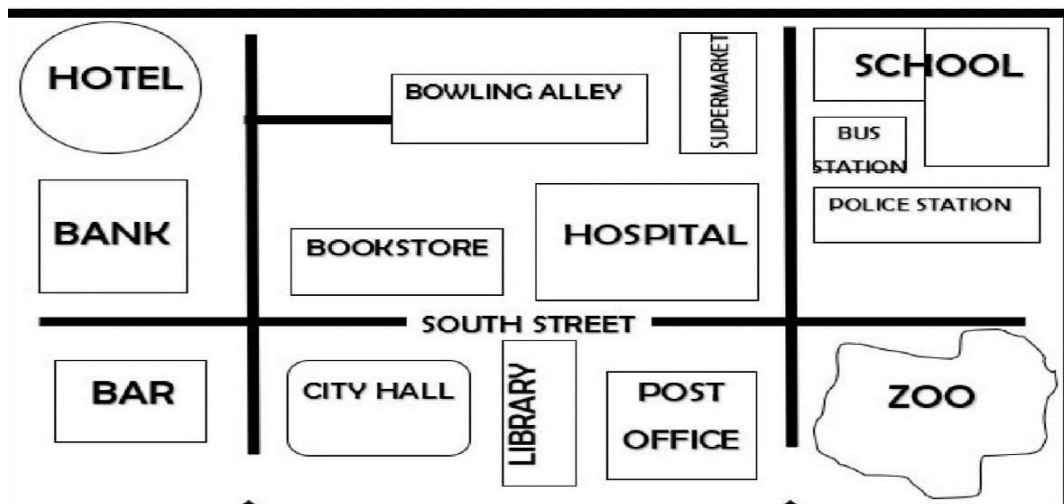 HOTEL
BOWLING ALLEY
SUPERMARKET
SCHOOL
BUS
STATION
POLICE STATION
BANK
BOOKSTORE
HOSPITAL
SOUTH STREET
BAR
CITY HALL
LIBRARY
POST
OFFICE
ZOO